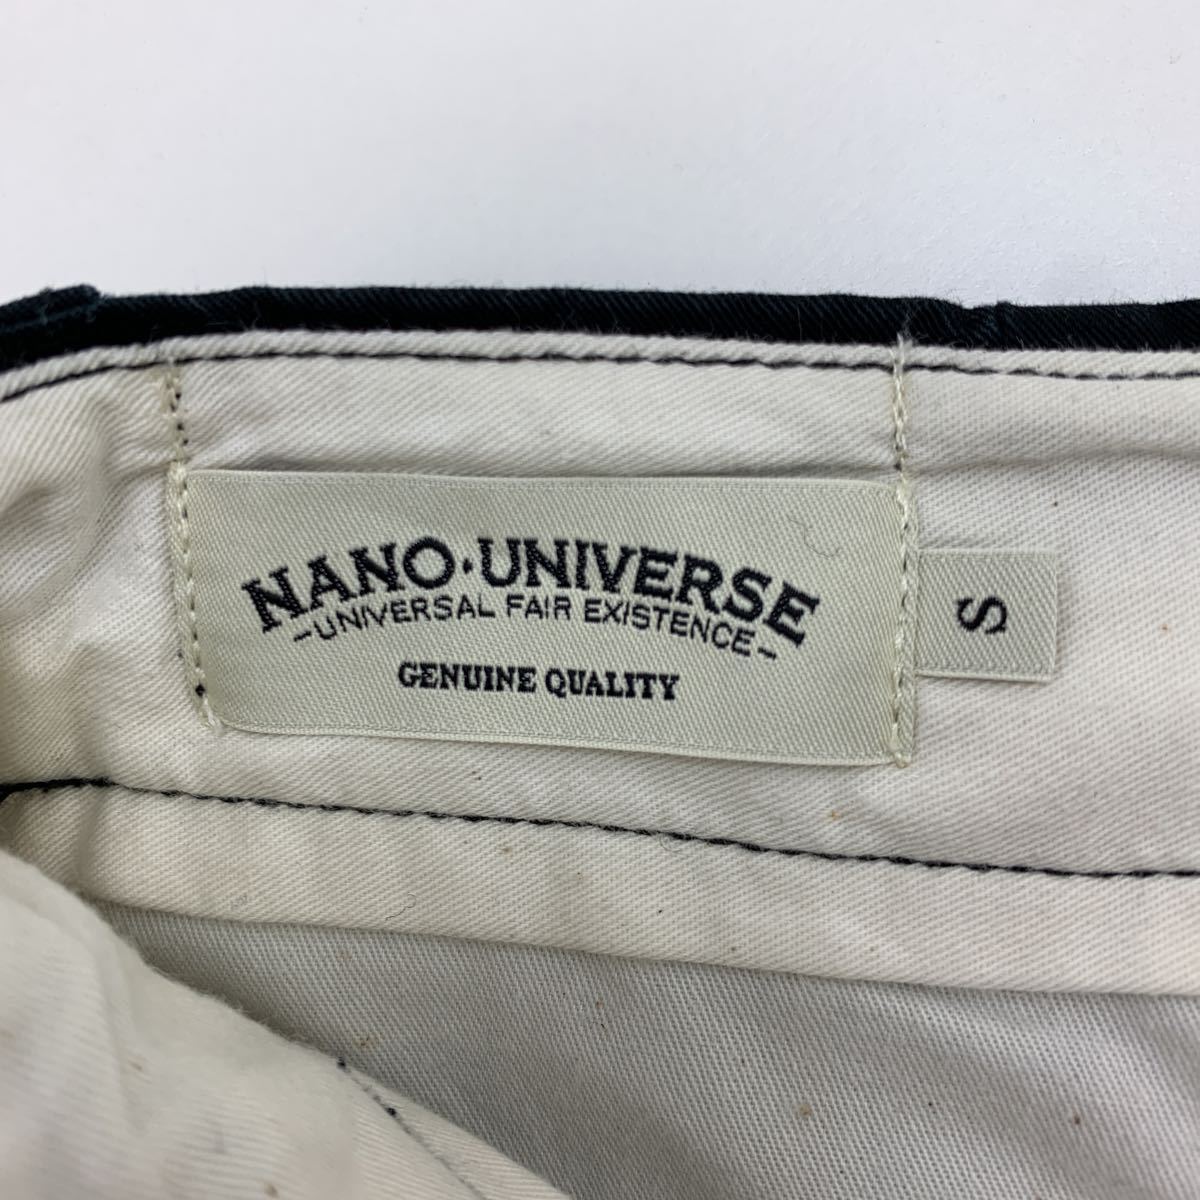 NANO·UNIVERSE
-UNIVERSAL FAIR EXISTENCE-
GENUINE QUALITY
S